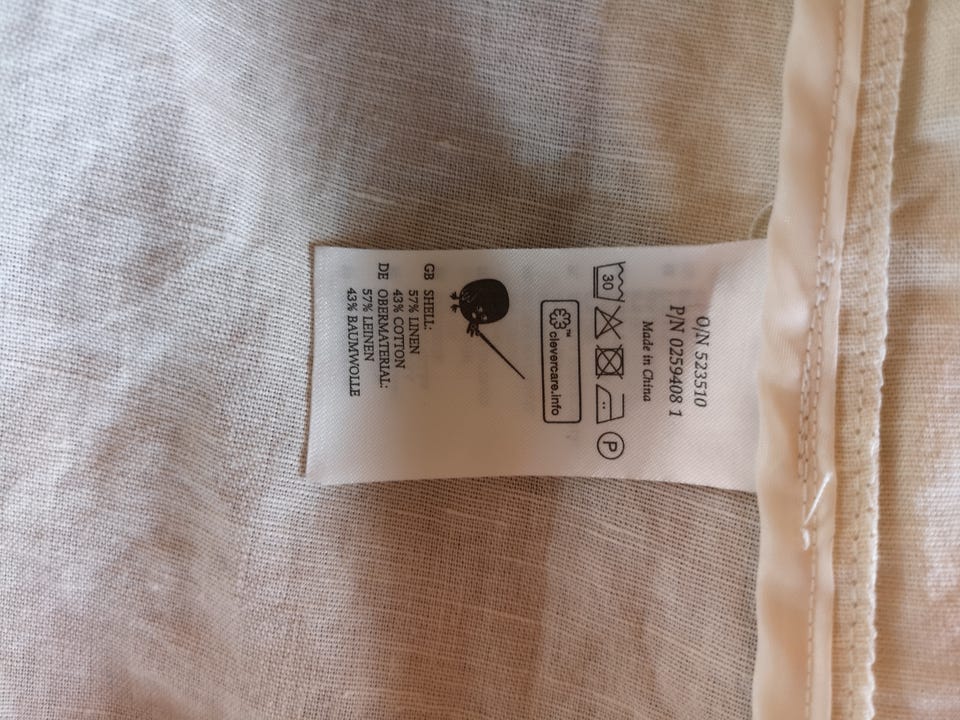 O/N 523510
P/N 0259408 1
Made in China
30
P
clevercare.info
TM
GB SHELL:
57% LINEN
43% COTTON
DE OBERMATERIAL:
57% LEINEN
43% BAUMWOLLE